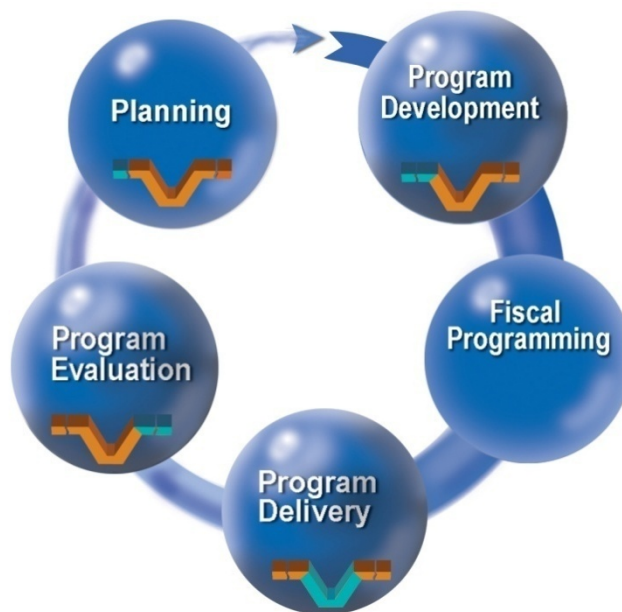 Planning
Program
Development
Fiscal
Programming
Program
Delivery
Program
Evaluation